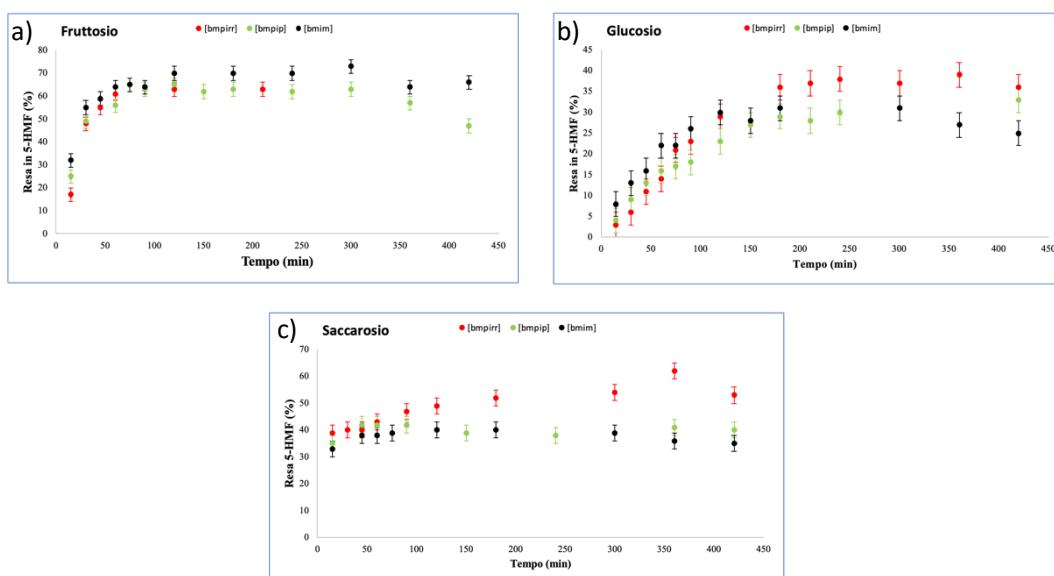 a)
Fruttosio
[bmpirr] [bmpip] [bmim]
Resa in 5-HMF (%)
80
70
60
50
40
30
20
10
0
0 50 100 150 200 250 300 350 400 450
Tempo (min)
b)
Glucosio
[bmpirr] [bmpip] [bmim]
Resa in 5-HMF (%)
45
40
35
30
25
20
15
10
5
0
0 50 100 150 200 250 300 350 400 450
Tempo (min)
c)
Saccarosio
[bmpirr] [bmpip] [bmim]
Resa 5-HMF (%)
70
60
50
40
30
20
10
0
0 50 100 150 200 250 300 350 400 450
Tempo (min)